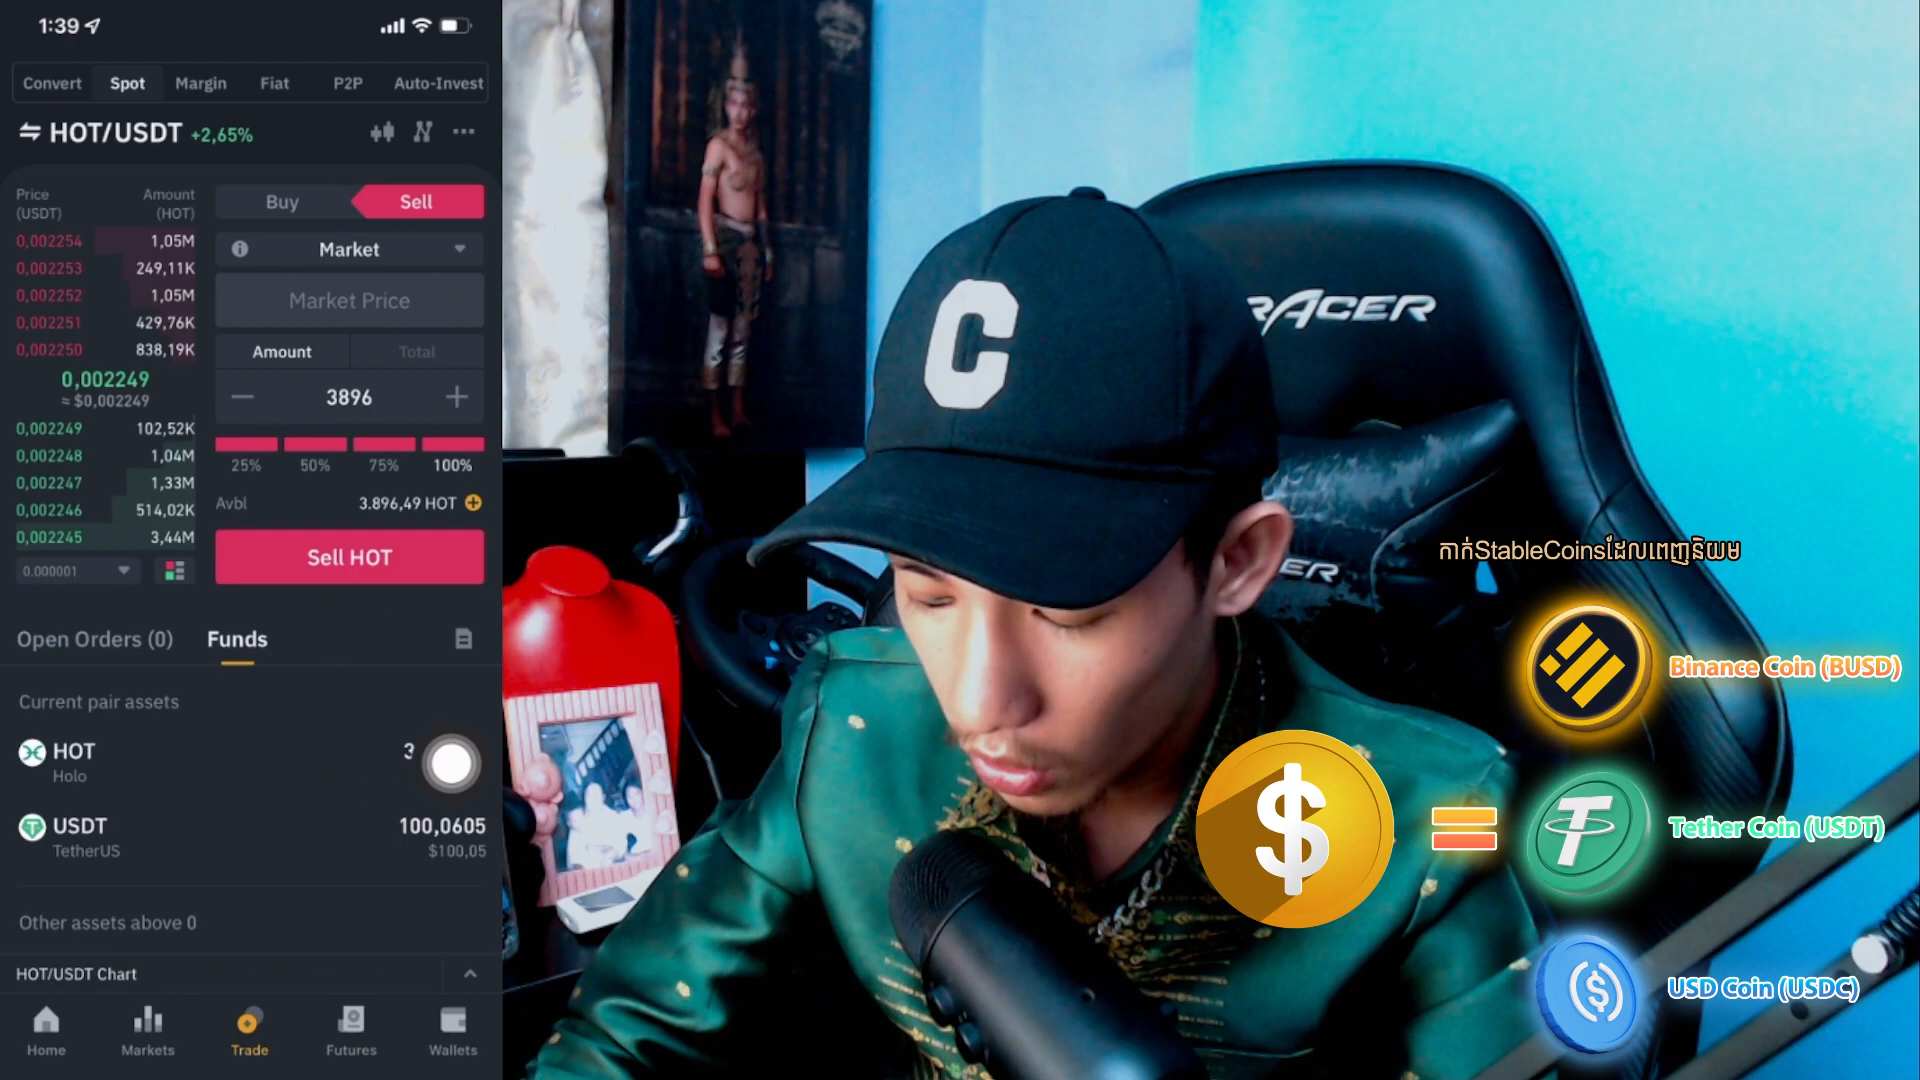 1:39
Convert Spot Margin Fiat P2P Auto-Invest
HOT/USDT +2,65%
Price (USDT) Amount (HOT)
0,002254 1,05M
0,002253 249,11K
0,002252 1,05M
0,002251 429,76K
0,002250 838,19K
0,002249
≈ $0,002249
0,002249 102,52K
0,002248 1,04M
0,002247 1,33M
0,002246 514,02K
0,002245 3,44M
0.000001
Buy Sell
Market
Market Price
Amount Total
3896
25% 50% 75% 100%
Avbl 3.896,49 HOT
Sell HOT
Open Orders (0) Funds
Current pair assets
HOT 3
Holo
USDT 100,0605
TetherUS $100,05
Other assets above 0
HOT/USDT Chart
Home Markets Trade Futures Wallets
C
RACER
ER
កាក់StableCoinsដែលពេញនិយម
Binance Coin (BUSD)
$
Tether Coin (USDT)
USD Coin (USDC)